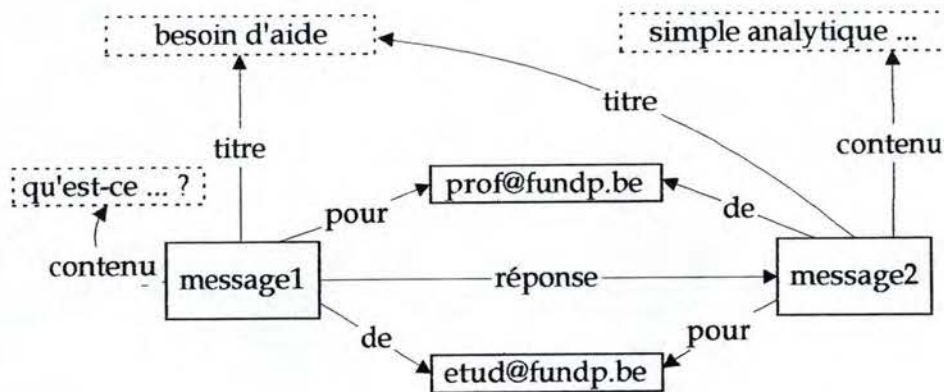 besoin d'aide
simple analytique ...
titre
titre
contenu
qu'est-ce ... ?
prof@fundp.be
pour
de
contenu
message1
réponse
message2
de
pour
etud@fundp.be